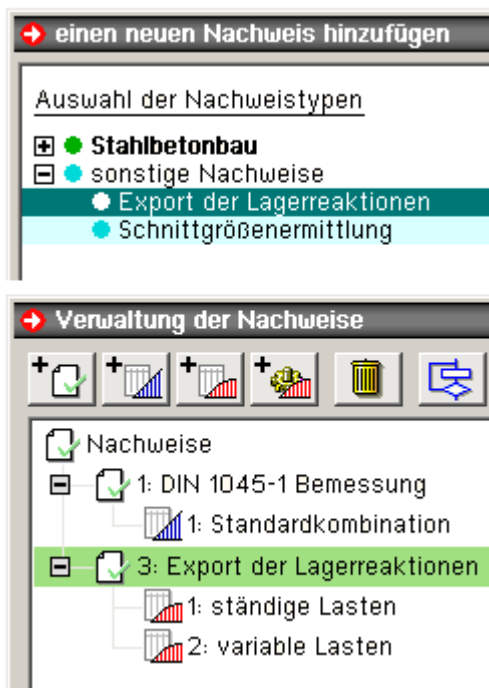 einen neuen Nachweis hinzufügen
Auswahl der Nachweistypen
Stahlbetonbau
sonstige Nachweise
Export der Lagerreaktionen
Schnittgrößenermittlung
Verwaltung der Nachweise
Nachweise
1: DIN 1045-1 Bemessung
1: Standardkombination
3: Export der Lagerreaktionen
1: ständige Lasten
2: variable Lasten